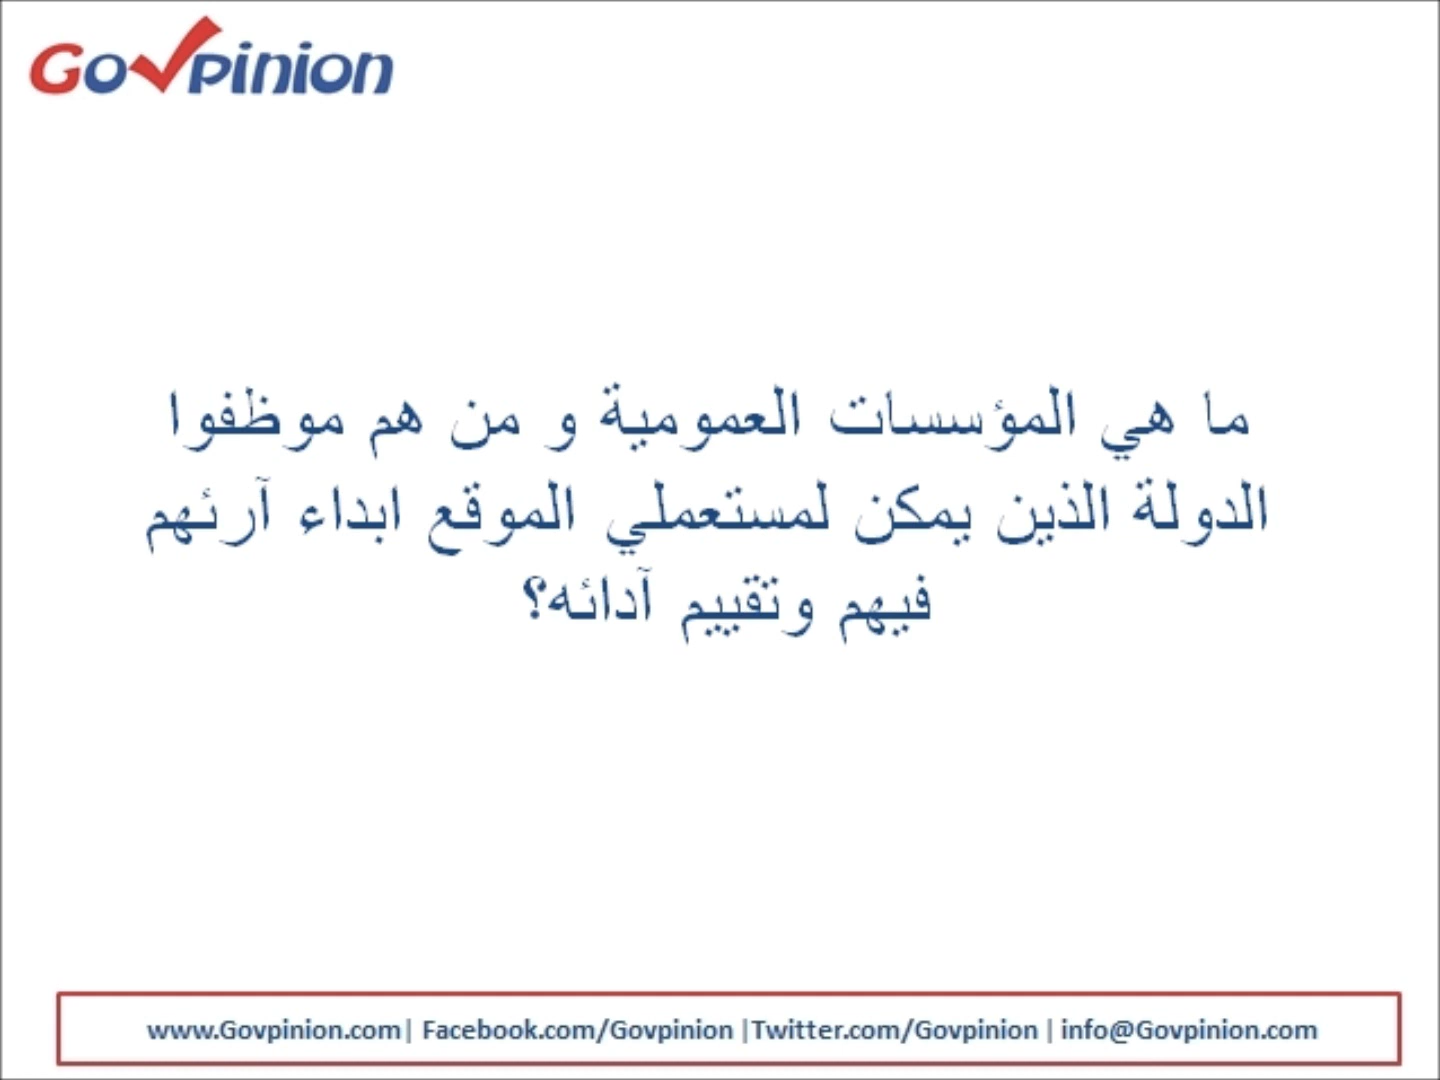 Govpinion
ما هي المؤسسات العمومية و من هم موظفوا
الدولة الذين يمكن لمستعملي الموقع ابداء آرئهم
فيهم وتقييم آدائه؟
www.Govpinion.com| Facebook.com/Govpinion |Twitter.com/Govpinion | info@Govpinion.com